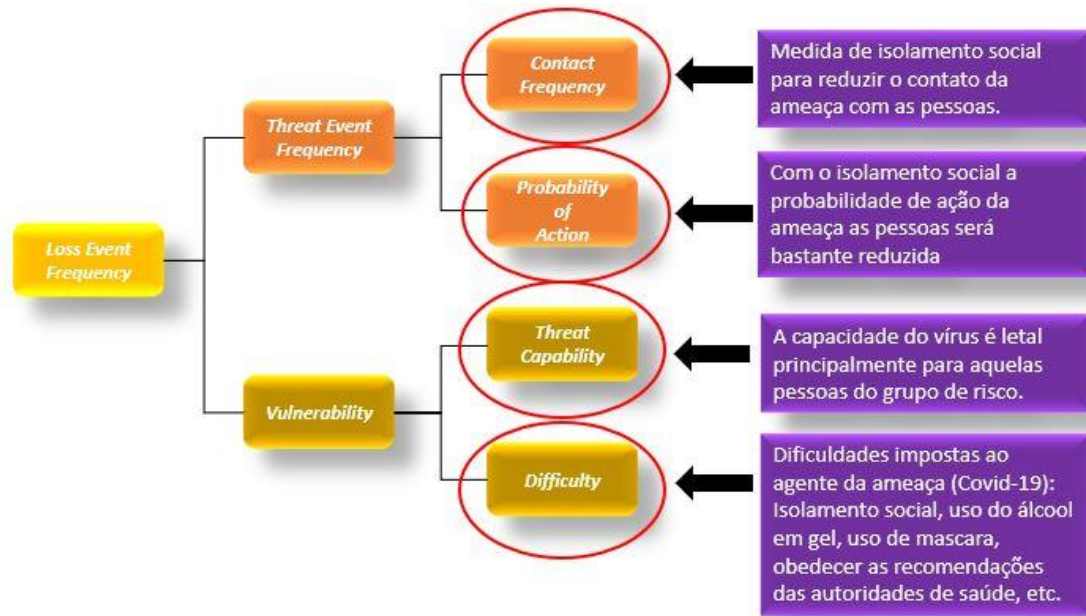 Contact
Frequency
Medida de isolamento social
para reduzir o contato da
ameaça com as pessoas.
Threat Event
Frequency
Probability
of
Action
Com o isolamento social a
probabilidade de ação da
ameaça as pessoas será
bastante reduzida
Loss Event
Frequency
Threat
Capability
A capacidade do vírus é letal
principalmente para aquelas
pessoas do grupo de risco.
Vulnerability
Difficulty
Dificuldades impostas ao
agente da ameaça (Covid-19):
Isolamento social, uso do álcool
em gel, uso de mascara,
obedecer as recomendações
das autoridades de saúde, etc.